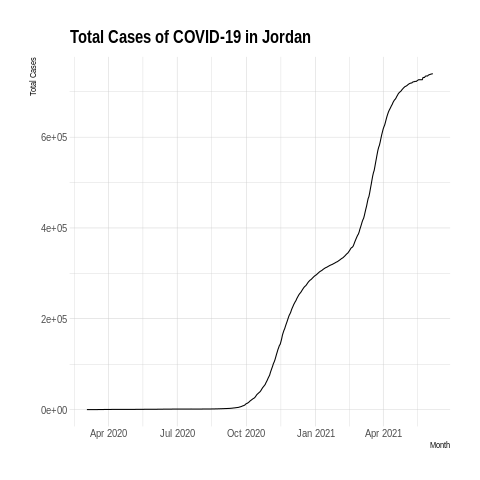 Total Cases of COVID-19 in Jordan
Total Cases
6e+05
4e+05
2e+05
0e+00
Apr 2020 Jul 2020 Oct 2020 Jan 2021 Apr 2021
Month